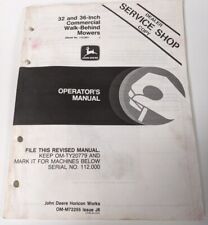 32 and 36-Inch
Commercial
Walk-Behind
Mowers
DEALER
SERVICE SHOP
COPY
JOHN DEERE
OPERATOR'S
MANUAL
FILE THIS REVISED MANUAL.
KEEP OM-TY20779 AND
MARK IT FOR MACHINES BELOW
SERIAL NO. 112,000
John Deere Horicon Works
OM-M72255 Issue J6